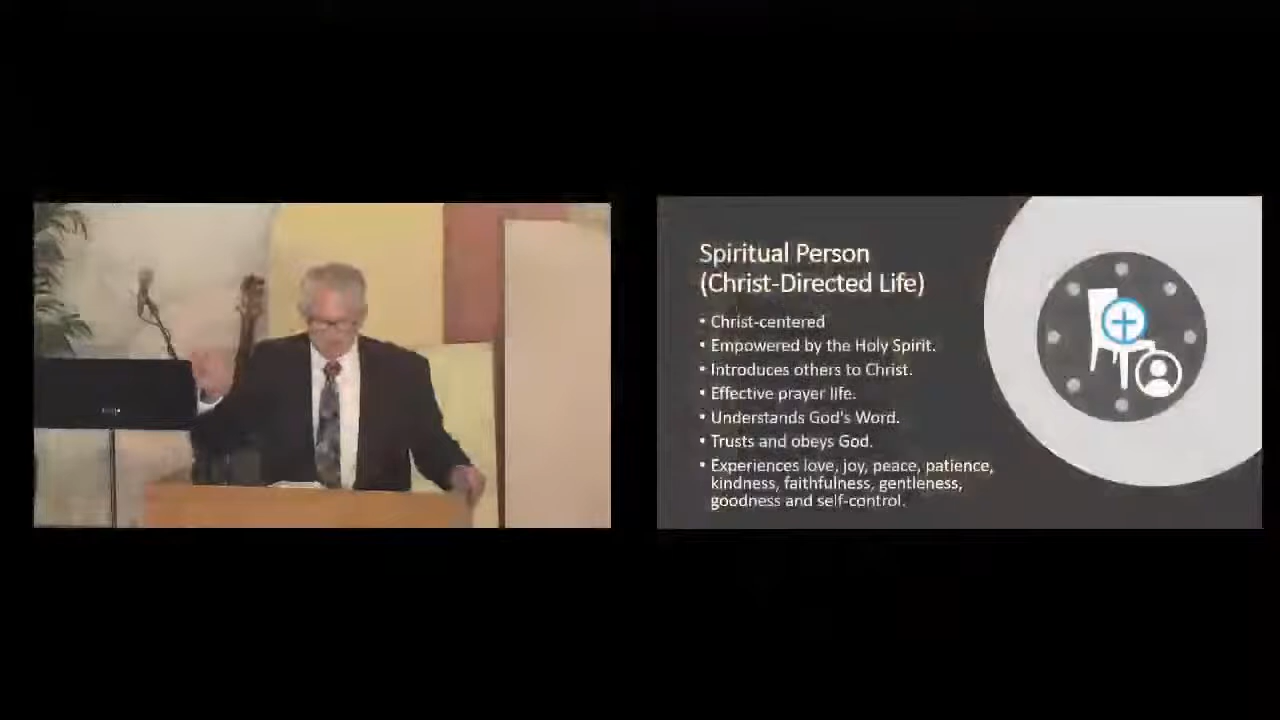 Spiritual Person
(Christ-Directed Life)
• Christ-centered
• Empowered by the Holy Spirit.
• Introduces others to Christ.
• Effective prayer life.
• Understands God's Word.
• Trusts and obeys God.
• Experiences love, joy, peace, patience,
kindness, faithfulness, gentleness,
goodness and self-control.